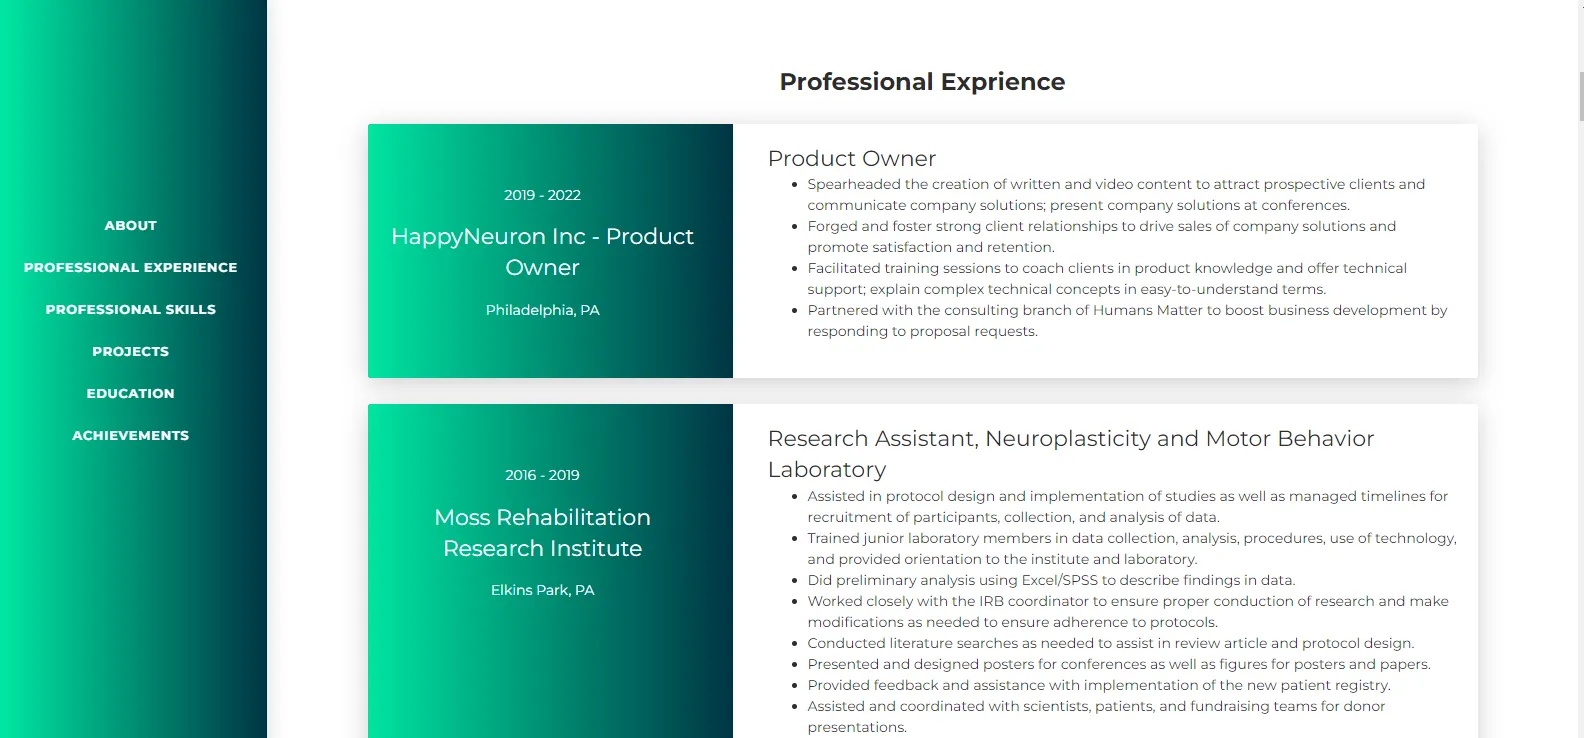 ABOUT
PROFESSIONAL EXPERIENCE
PROFESSIONAL SKILLS
PROJECTS
EDUCATION
ACHIEVEMENTS
Professional Exprience
2019 - 2022
HappyNeuron Inc - Product
Owner
Philadelphia, PA
Product Owner
• Spearheaded the creation of written and video content to attract prospective clients and
communicate company solutions; present company solutions at conferences.
• Forged and foster strong client relationships to drive sales of company solutions and
promote satisfaction and retention.
• Facilitated training sessions to coach clients in product knowledge and offer technical
support; explain complex technical concepts in easy-to-understand terms.
• Partnered with the consulting branch of Humans Matter to boost business development by
responding to proposal requests.
2016 - 2019
Moss Rehabilitation
Research Institute
Elkins Park, PA
Research Assistant, Neuroplasticity and Motor Behavior
Laboratory
• Assisted in protocol design and implementation of studies as well as managed timelines for
recruitment of participants, collection, and analysis of data.
• Trained junior laboratory members in data collection, analysis, procedures, use of technology,
and provided orientation to the institute and laboratory.
• Did preliminary analysis using Excel/SPSS to describe findings in data.
• Worked closely with the IRB coordinator to ensure proper conduction of research and make
modifications as needed to ensure adherence to protocols.
• Conducted literature searches as needed to assist in review article and protocol design.
• Presented and designed posters for conferences as well as figures for posters and papers.
• Provided feedback and assistance with implementation of the new patient registry.
• Assisted and coordinated with scientists, patients, and fundraising teams for donor
presentations.